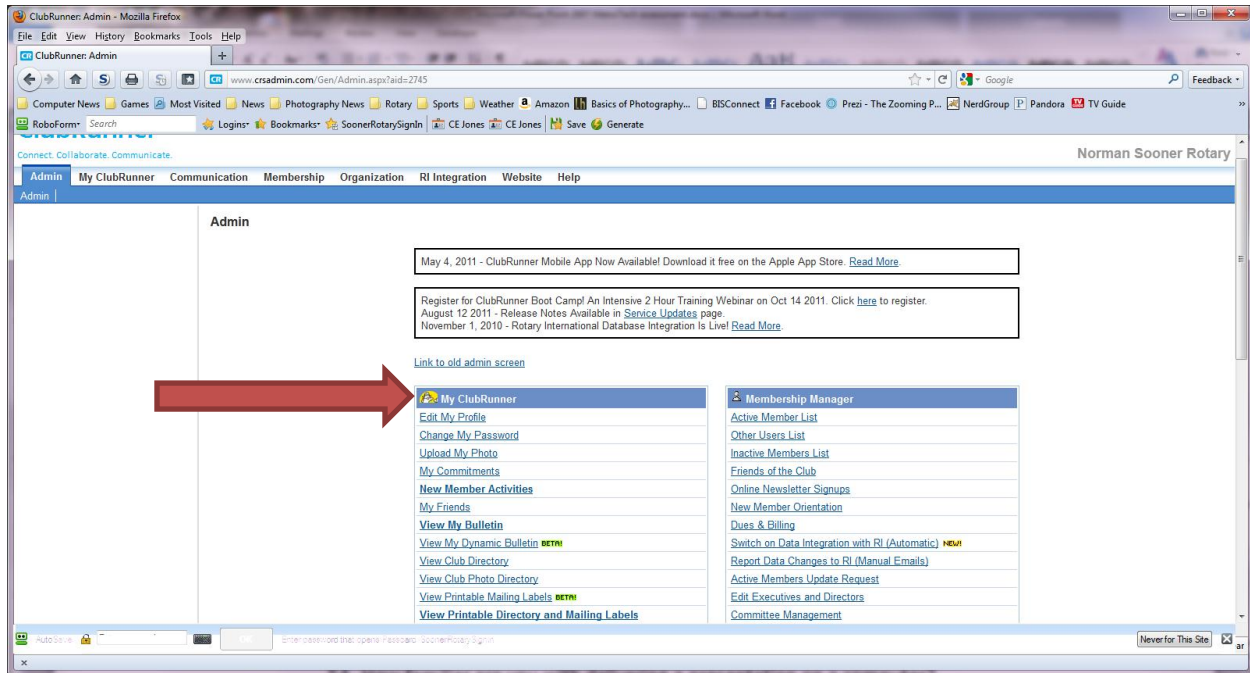 ClubRunner: Admin - Mozilla Firefox
File Edit View History Bookmarks Tools Help
ClubRunner: Admin
www.crsadmin.com/Gen/Admin.aspx?aid=2745 Google Feedback
Computer News Games Most Visited News Photography News Rotary Sports Weather Amazon Basics of Photography... BISConnect Facebook Prezi - The Zooming P... NerdGroup Pandora TV Guide »
RoboForm Search Logins Bookmarks SoonerRotarySignIn CE Jones CE Jones Save Generate
ClubRunner
Connect. Collaborate. Communicate. Norman Sooner Rotary
Admin My ClubRunner Communication Membership Organization RI Integration Website Help
Admin |
Admin
May 4, 2011 - ClubRunner Mobile App Now Available! Download it free on the Apple App Store. Read More.
Register for ClubRunner Boot Camp! An Intensive 2 Hour Training Webinar on Oct 14 2011. Click here to register.
August 12 2011 - Release Notes Available in Service Updates page.
November 1, 2010 - Rotary International Database Integration Is Live! Read More.
Link to old admin screen
My ClubRunner
Edit My Profile
Change My Password
Upload My Photo
My Commitments
New Member Activities
My Friends
View My Bulletin
View My Dynamic Bulletin BETA!
View Club Directory
View Club Photo Directory
View Printable Mailing Labels BETA!
View Printable Directory and Mailing Labels
Membership Manager
Active Member List
Other Users List
Inactive Members List
Friends of the Club
Online Newsletter Signups
New Member Orientation
Dues & Billing
Switch on Data Integration with RI (Automatic) NEW!
Report Data Changes to RI (Manual Emails)
Active Members Update Request
Edit Executives and Directors
Committee Management
AutoSave OK Enter password that opens Passcard: SoonerRotarySignIn Never for This Site
ar
x